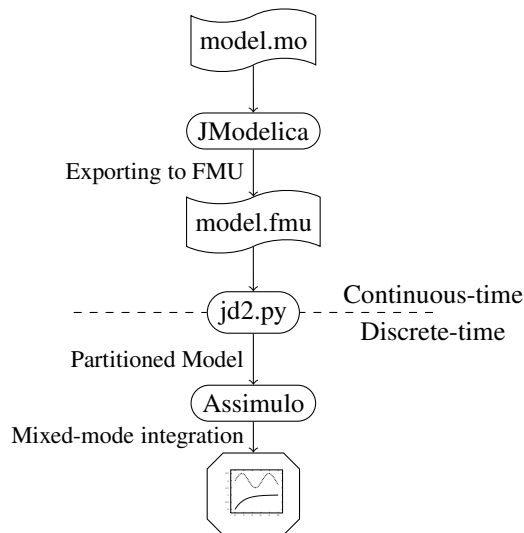 model.mo
JModelica
Exporting to FMU
model.fmu
Continuous-time
jd2.py
Discrete-time
Partitioned Model
Assimulo
Mixed-mode integration